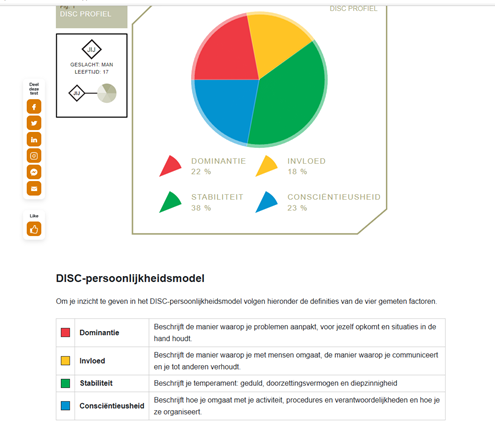 DISC PROFIEL
DISC PROFIEL
JIJ
GESLACHT: MAN
LEEFTIJD: 17
JIJ
Deel
deze
test
Like
DOMINANTIE
22 %
INVLOED
18 %
STABILITEIT
38 %
CONSCIËNTIEUSHEID
23 %
DISC-persoonlijkheidsmodel
Om je inzicht te geven in het DISC-persoonlijkheidsmodel volgen hieronder de definities van de vier gemeten factoren.
Dominantie
Beschrijft de manier waarop je problemen aanpakt, voor jezelf opkomt en situaties in de
hand houdt.
Invloed
Beschrijft de manier waarop je met mensen omgaat, de manier waarop je communiceert
en je tot anderen verhoudt.
Stabiliteit
Beschrijft je temperament: geduld, doorzettingsvermogen en diepzinnigheid
Consciëntieusheid
Beschrijft hoe je omgaat met je activiteit, procedures en verantwoordelijkheden en hoe je
ze organiseert.